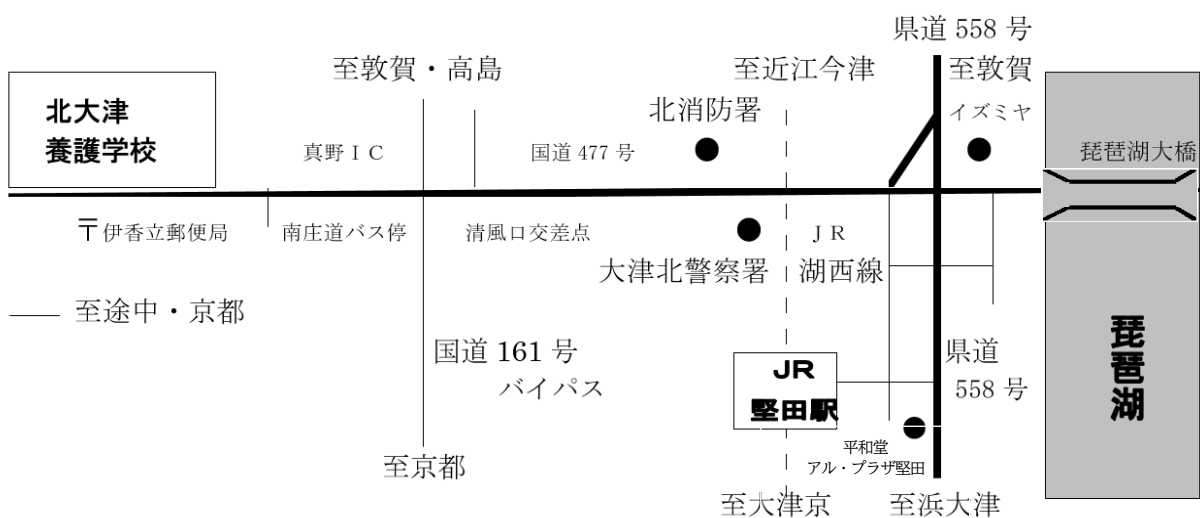 県道 558 号
至敦賀・高島
至近江今津
至敦賀
北大津
養護学校
北消防署
イズミヤ
真野ＩＣ
国道 477 号
琵琶湖大橋
〒伊香立郵便局
南庄道バス停
清風口交差点
ＪＲ
湖西線
大津北警察署
至途中・京都
国道 161 号
バイパス
県道
558 号
琵琶湖
JR
堅田駅
平和堂
アル・プラザ堅田
至京都
至大津京
至浜大津